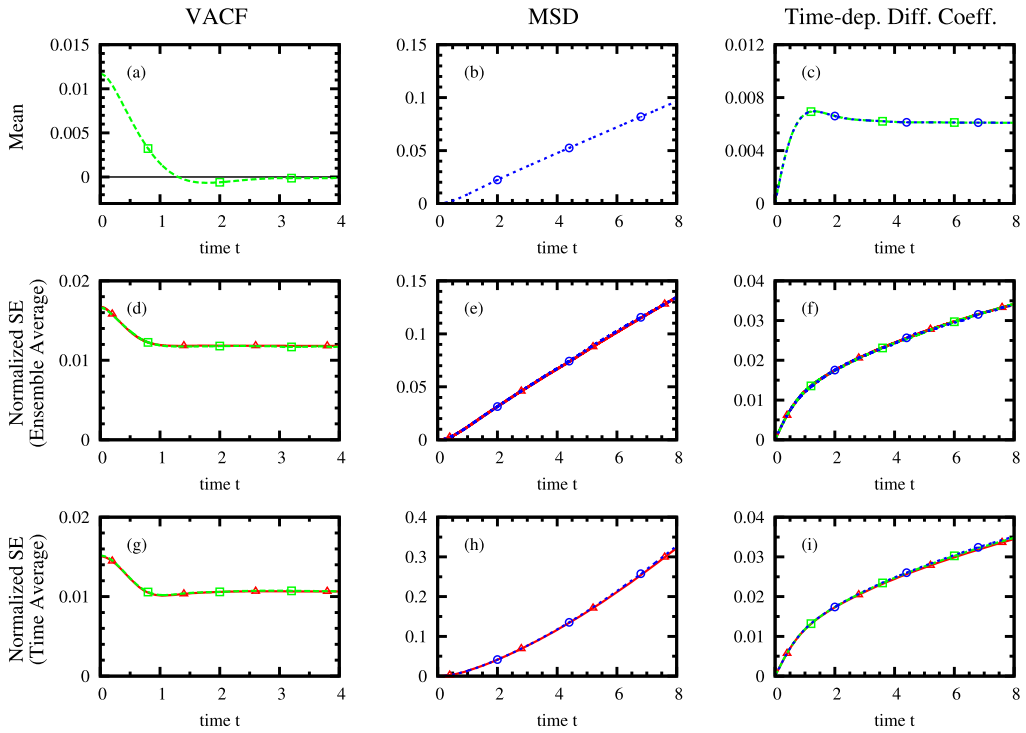 VACF MSD Time-dep. Diff. Coeff.
Mean
0.015 0.01 0.005 0
(a)
0 1 2 3 4
time t
0.15 0.1 0.05 0
(b)
0 2 4 6 8
time t
0.012 0.008 0.004 0
(c)
0 2 4 6 8
time t
Normalized SE
(Ensemble Average)
0.02 0.01 0
(d)
0 1 2 3 4
time t
0.15 0.1 0.05 0
(e)
0 2 4 6 8
time t
0.04 0.03 0.02 0.01 0
(f)
0 2 4 6 8
time t
Normalized SE
(Time Average)
0.02 0.01 0
(g)
0 1 2 3 4
time t
0.4 0.3 0.2 0.1 0
(h)
0 2 4 6 8
time t
0.04 0.03 0.02 0.01 0
(i)
0 2 4 6 8
time t